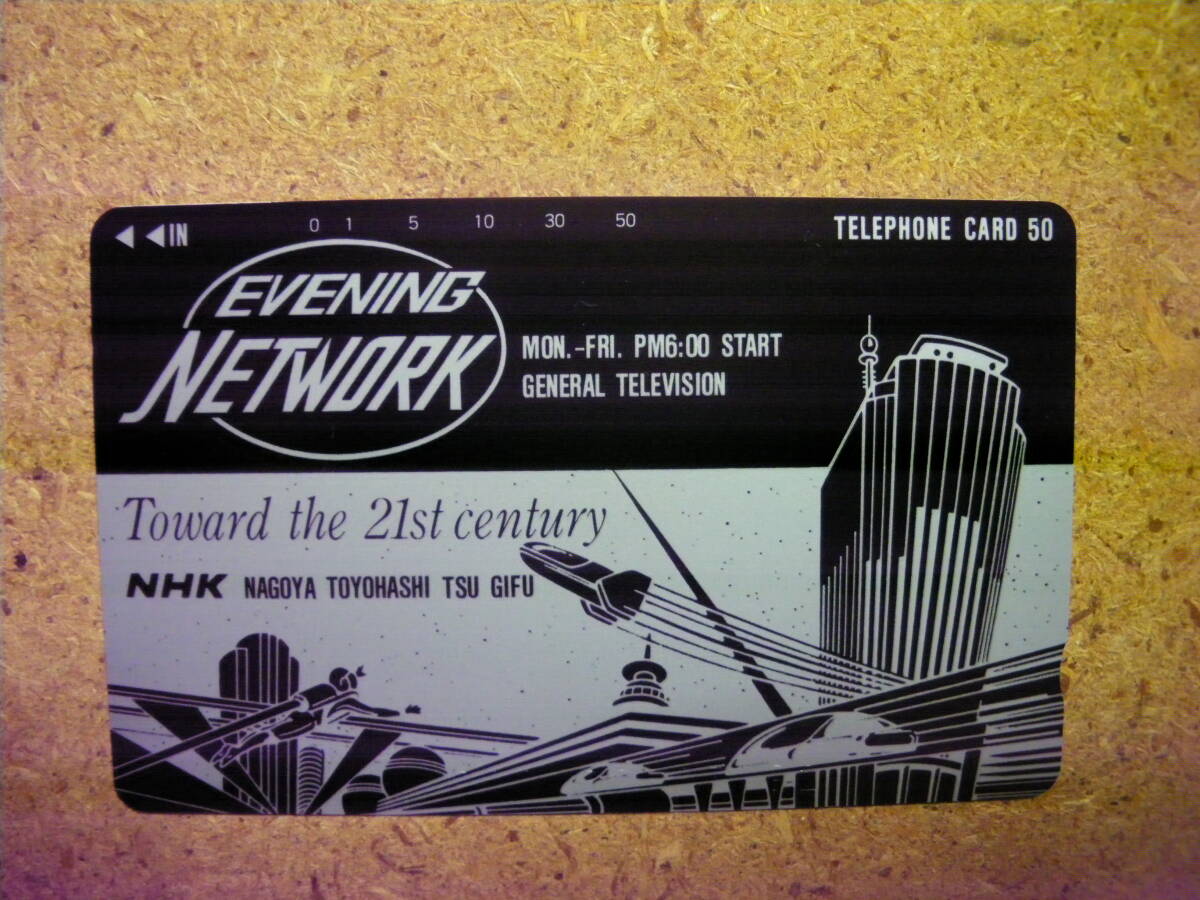 ◀ ◀IN 0 1 5 10 30 50 TELEPHONE CARD 50
EVENING
NETWORK
MON.-FRI. PM6:00 START
GENERAL TELEVISION
Toward the 21st century
NHK NAGOYA TOYOHASHI TSU GIFU